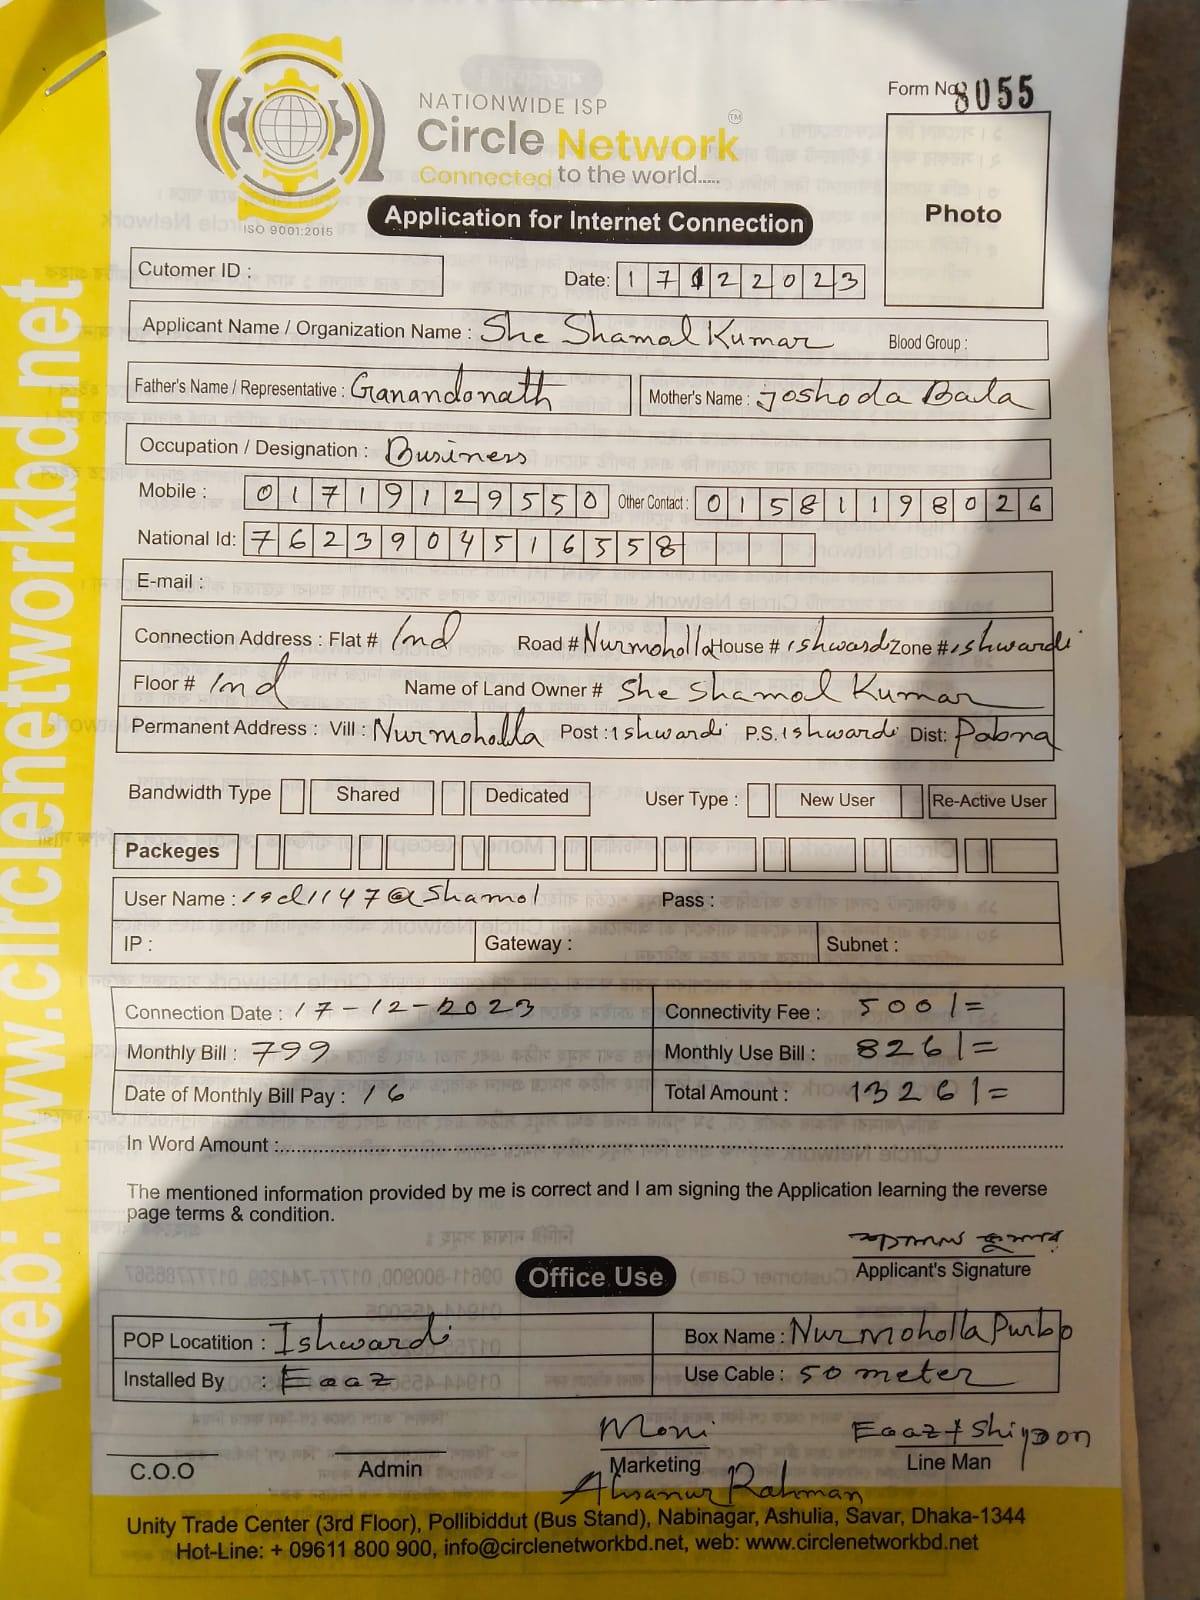 Form No. 8055
NATIONWIDE ISP
Circle Network TM
Connected to the world.....
ISO 9001:2015
Application for Internet Connection
Photo
Cutomer ID :
Date: 17122023
Applicant Name / Organization Name : She Shamal Kumar Blood Group :
Father's Name / Representative : Ganandonath Mother's Name : Joshoda Bala
Occupation / Designation : Business
Mobile : 01719129550 Other Contact : 01581198026
National Id: 7623904516558
E-mail :
Connection Address : Flat # 1nd Road # Nurmoholla House # ishwardi Zone # ishwardi
Floor # 1nd Name of Land Owner # She Shamal Kumar
Permanent Address : Vill : Nurmoholla Post : ishwardi P.S. ishwardi Dist: Pabna
Bandwidth Type Shared Dedicated User Type : New User Re-Active User
Packeges
User Name : isd1147@shamol Pass :
IP : Gateway : Subnet :
Connection Date : 17-12-2023 Connectivity Fee : 500/=
Monthly Bill : 799 Monthly Use Bill : 826/=
Date of Monthly Bill Pay : 16 Total Amount : 1326/=
In Word Amount :
The mentioned information provided by me is correct and I am signing the Application learning the reverse
page terms & condition.
শ্যামল কুমার
Applicant's Signature
Office Use
POP Locatition : Ishwardi Box Name : Nurmoholla Purbo
Installed By : Eaaz Use Cable : 50 meter
Moni Eaaz + Shipon
C.O.O Admin Marketing Line Man
Ahsanur Rahman
Unity Trade Center (3rd Floor), Pollibiddut (Bus Stand), Nabinagar, Ashulia, Savar, Dhaka-1344
Hot-Line: + 09611 800 900, info@circlenetworkbd.net, web: www.circlenetworkbd.net
web: www.circlenetworkbd.net